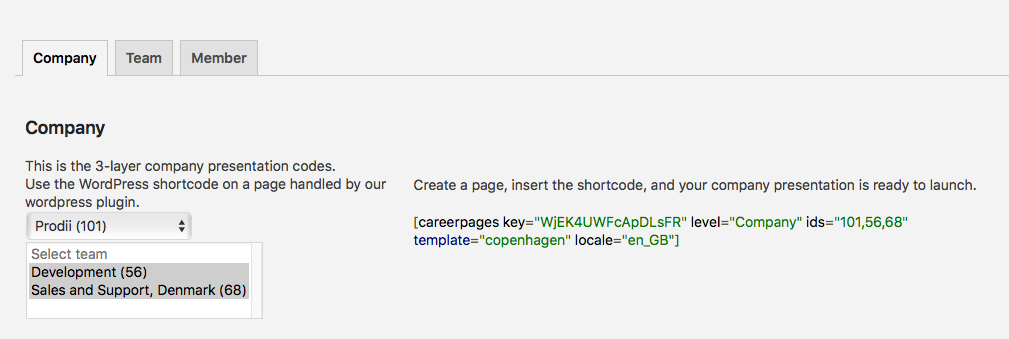 Company
Team
Member
Company
This is the 3-layer company presentation codes.
Use the WordPress shortcode on a page handled by our
wordpress plugin.
Prodii (101)
Select team
Development (56)
Sales and Support, Denmark (68)
Create a page, insert the shortcode, and your company presentation is ready to launch.
[careerpages key="WjEK4UWFcApDLsFR" level="Company" ids="101,56,68"
template="copenhagen" locale="en_GB"]